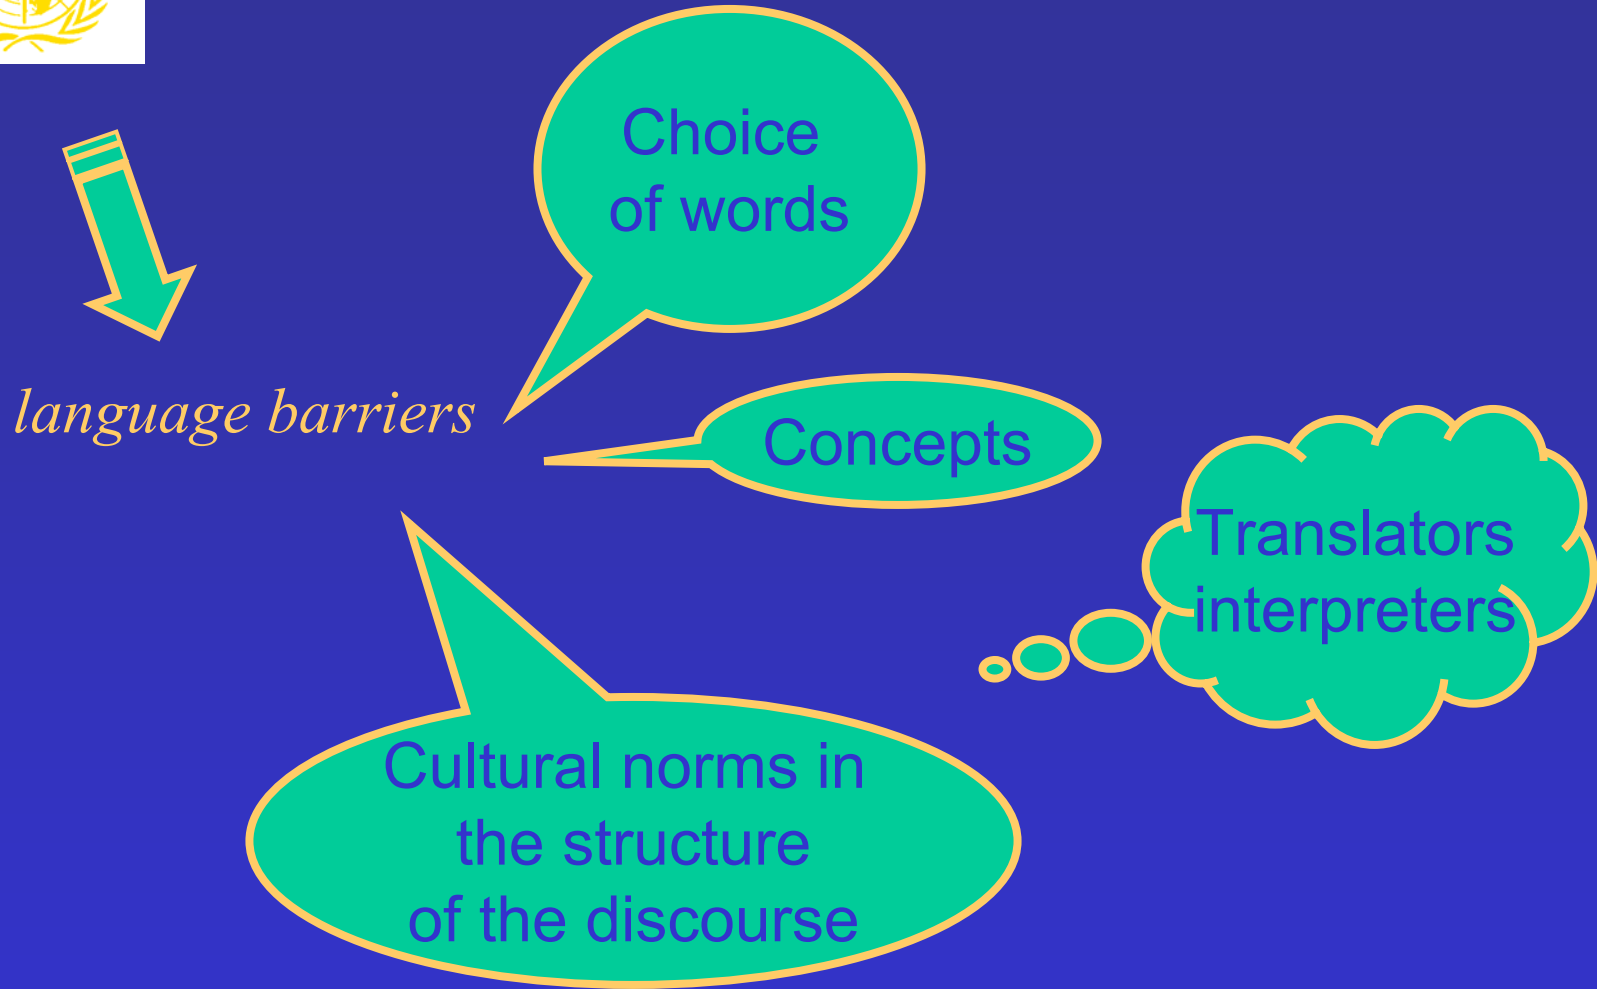 Choice
of words
language barriers
Concepts
Translators
interpreters
Cultural norms in
the structure
of the discourse